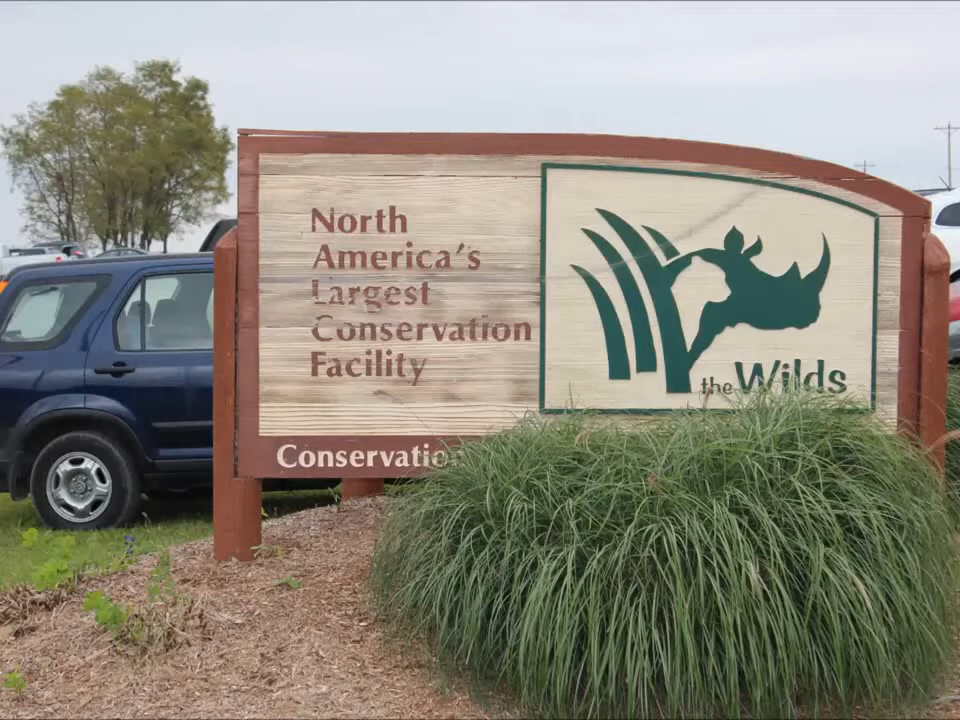 North
America's
Largest
Conservation
Facility
the Wilds